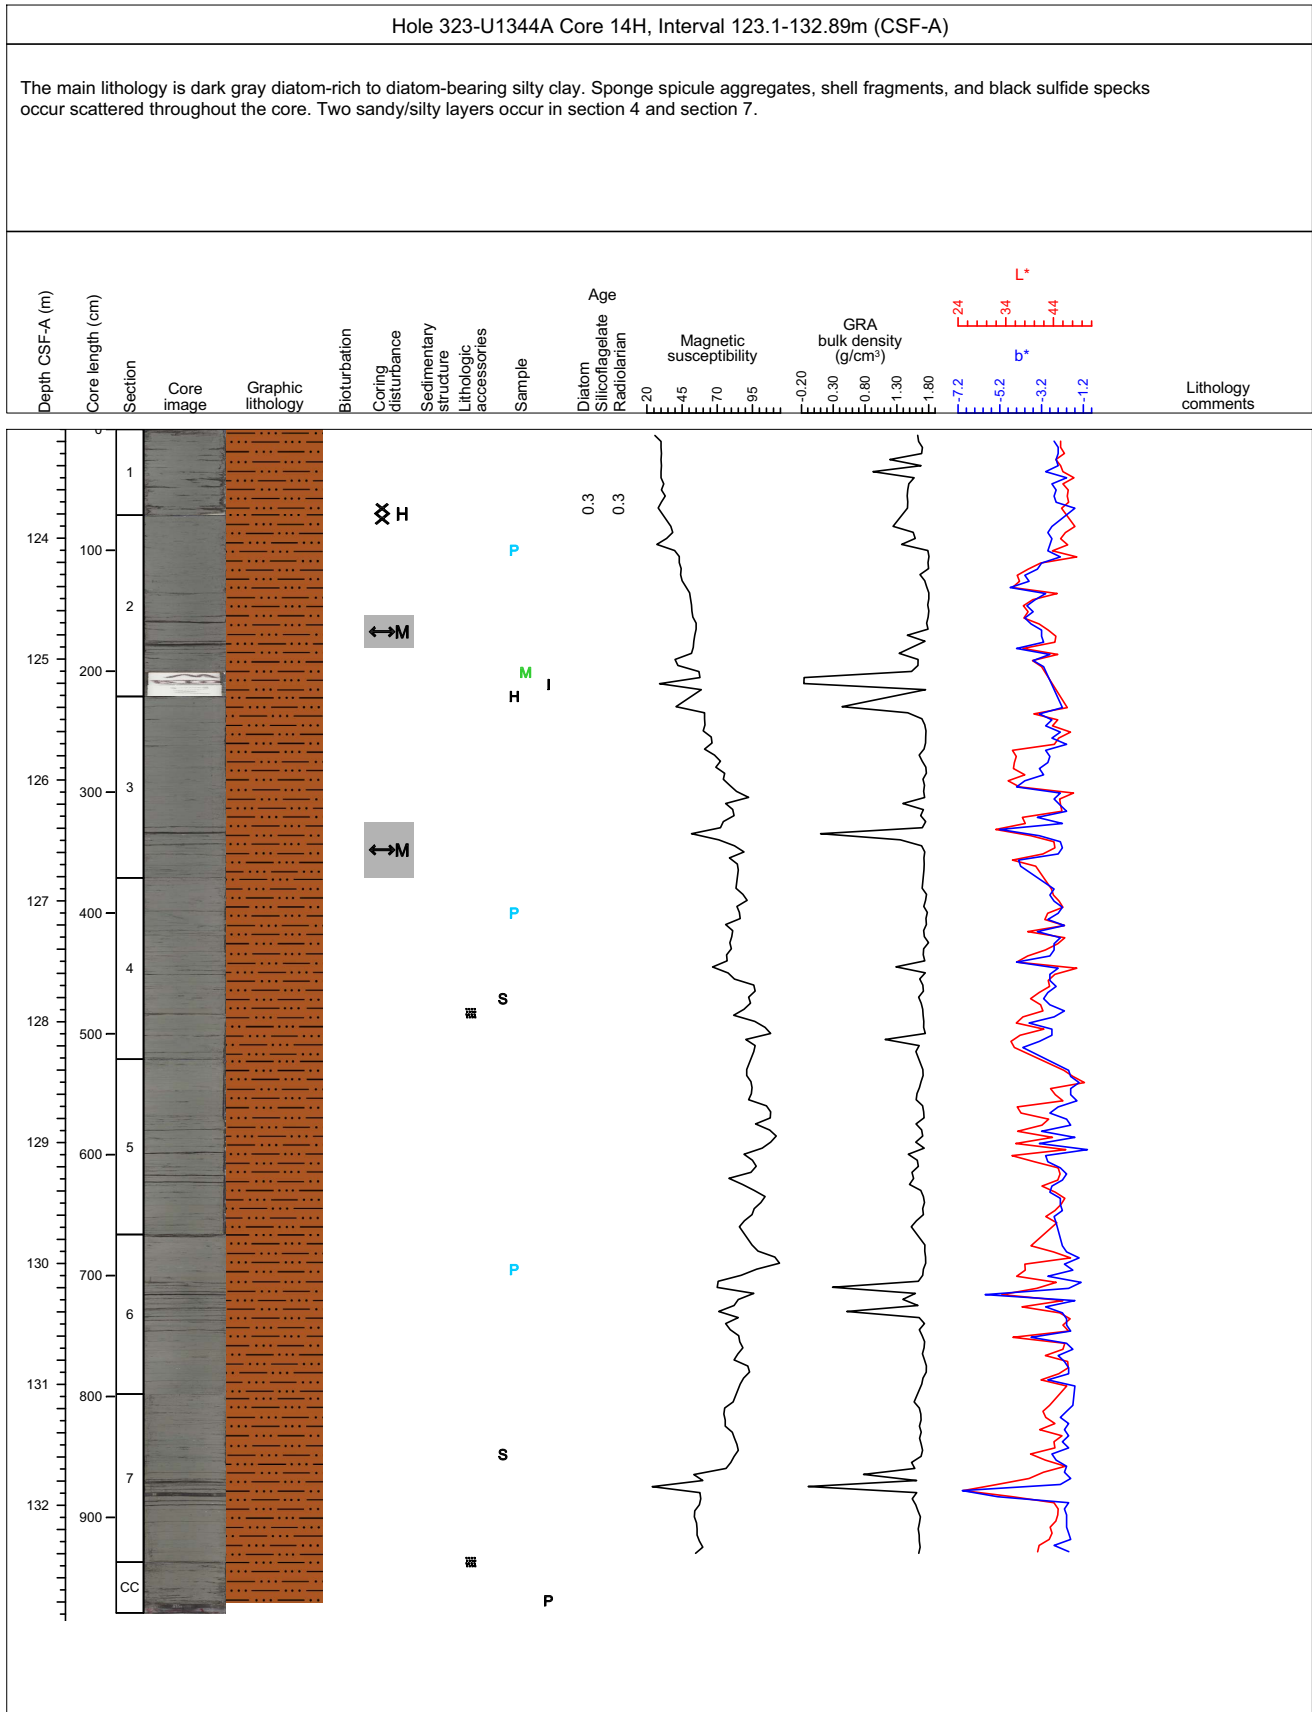 Hole 323-U1344A Core 14H, Interval 123.1-132.89m (CSF-A)
The main lithology is dark gray diatom-rich to diatom-bearing silty clay. Sponge spicule aggregates, shell fragments, and black sulfide specks
occur scattered throughout the core. Two sandy/silty layers occur in section 4 and section 7.
Depth CSF-A (m)
Core length (cm)
Section
Core
image
Graphic
lithology
Bioturbation
Coring
disturbance
Sedimentary
structure
Lithologic
accessories
Sample
Age
Diatom
Silicoflagelate
Radiolarian
Magnetic
susceptibility
20 45 70 95
GRA
bulk density
(g/cm³)
-0.20 0.30 0.80 1.30 1.80
L*
24 34 44
b*
-7.2 -5.2 -3.2 -1.2
Lithology
comments
0
1
H
0.3 0.3
124
100
P
2
M
125
200
M
I
H
126
300
3
M
127
400
P
4
S
128
500
129
600
5
130
700
P
6
131
800
S
7
132
900
CC
P